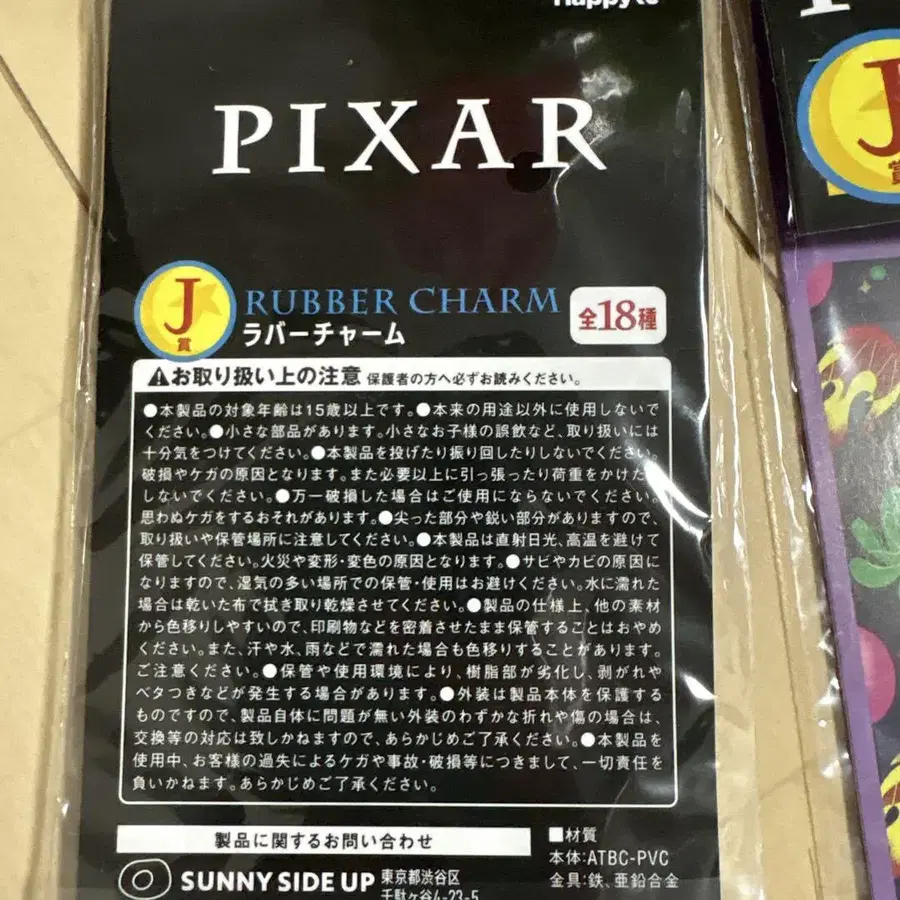 PIXAR
J賞
RUBBER CHARM
ラバーチャーム
全18種
⚠お取り扱い上の注意 保護者の方へ必ずお読みください。
●本製品の対象年齢は15歳以上です。●本来の用途以外に使用しないで
ください。●小さな部品があります。小さなお子様の誤飲など、取り扱いには
十分気をつけてください。●本製品を投げたり振り回したりしないでください。
破損やケガの原因となります。また必要以上に引っ張ったり荷重をかけたり
しないでください。●万一破損した場合はご使用にならないでください。
思わぬケガをするおそれがあります。●尖った部分や鋭い部分がありますので、
取り扱いや保管場所に注意してください。●本製品は直射日光、高温を避けて
保管してください。火災や変形・変色の原因となります。●サビやカビの原因に
なりますので、湿気の多い場所での保管・使用はお避けください。水に濡れた
場合は乾いた布で拭き取り乾燥させてください。●製品の仕様上、他の素材
から色移りしやすいので、印刷物などを密着させたまま保管することはおやめ
ください。また、汗や水、雨などで濡れた場合も色移りすることがあります。
ご注意ください。●保管や使用環境により、樹脂部が劣化し、剥がれや
ベタつきなどが発生する場合があります。●外装は製品本体を保護する
ものですので、製品自体に問題が無い外装のわずかな折れや傷の場合は、
交換等の対応は致しかねますので、あらかじめご了承ください。●本製品を
使用中、お客様の過失によるケガや事故・破損等につきまして、一切責任を
負いかねます。あらかじめご了承ください。
製品に関するお問い合わせ
SUNNY SIDE UP
東京都渋谷区
千駄ヶ谷4-23-5
■材質
本体:ATBC-PVC
金具:鉄、亜鉛合金
J賞